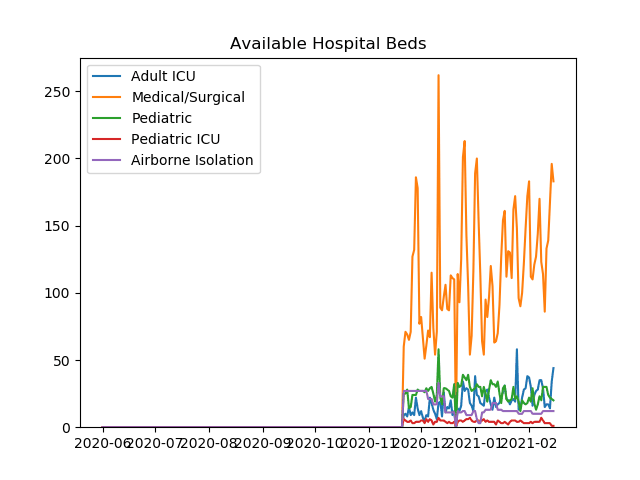 Available Hospital Beds
Adult ICU
Medical/Surgical
Pediatric
Pediatric ICU
Airborne Isolation
250
200
150
100
50
0
2020-06 2020-07 2020-08 2020-09 2020-10 2020-11 2020-12 2021-01 2021-02